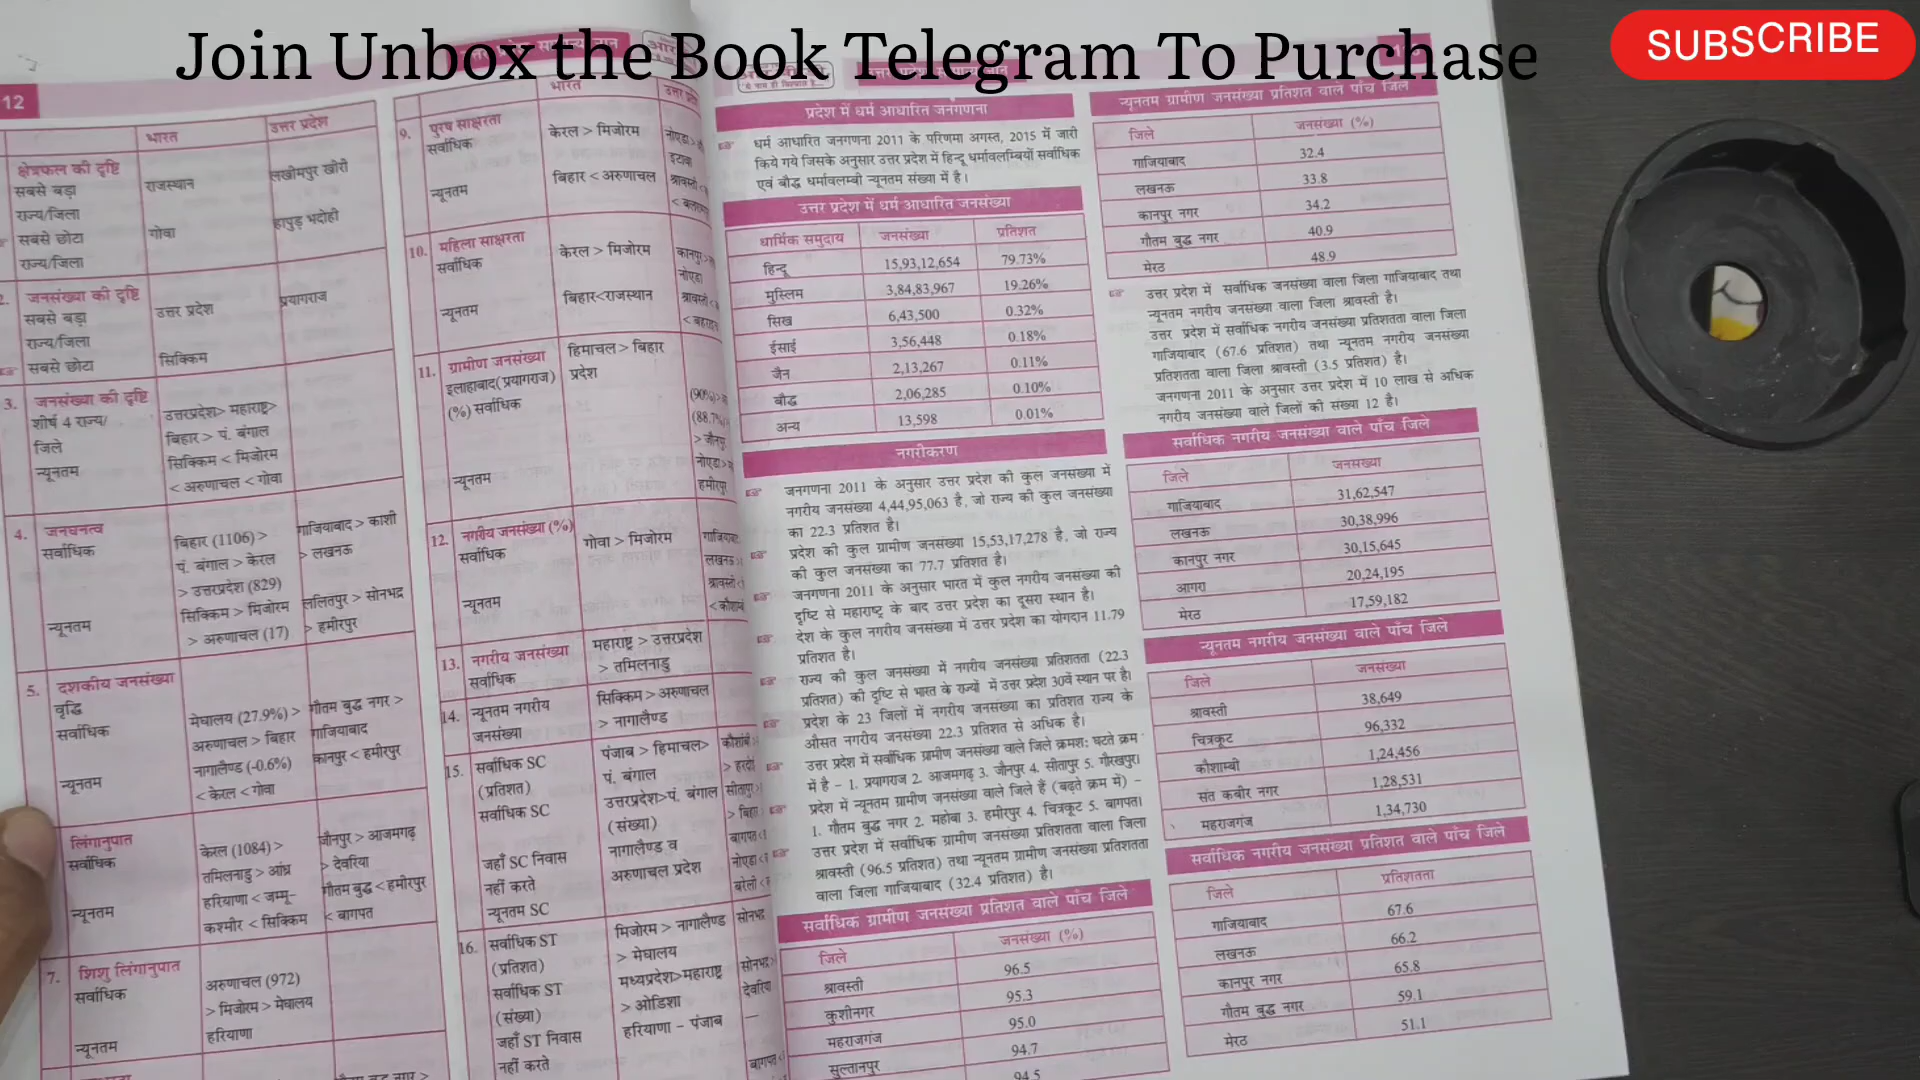 Join Unbox the Book Telegram To Purchase
SUBSCRIBE
12
भारत
उत्तर प्रदेश
क्षेत्रफल की दृष्टि
सबसे बड़ा
राज्य/जिला
राजस्थान
लखीमपुर खीरी
सबसे छोटा
राज्य/जिला
गोवा
हापुड़ भदोही
जनसंख्या की दृष्टि
सबसे बड़ा
राज्य/जिला
उत्तर प्रदेश
प्रयागराज
सबसे छोटा
सिक्किम
3. जनसंख्या की दृष्टि
शीर्ष 4 राज्य/
जिले
न्यूनतम
उत्तरप्रदेश> महाराष्ट्र>
बिहार > पं. बंगाल
सिक्किम < मिजोरम
< अरुणाचल < गोवा
4. जनघनत्व
सर्वाधिक
न्यूनतम
बिहार (1106) >
पं. बंगाल > केरल
> उत्तरप्रदेश (829)
सिक्किम > मिजोरम
> अरुणाचल (17)
गाजियाबाद > काशी
> लखनऊ
ललितपुर > सोनभद्र
> हमीरपुर
5. दशकीय जनसंख्या
वृद्धि
सर्वाधिक
न्यूनतम
मेघालय (27.9%) >
अरुणाचल > बिहार
नागालैण्ड (-0.6%)
< केरल < गोवा
गौतम बुद्ध नगर >
गाजियाबाद
कानपुर < हमीरपुर
लिंगानुपात
सर्वाधिक
न्यूनतम
केरल (1084) >
तमिलनाडु > आंध्र
हरियाणा < जम्मू-
कश्मीर < सिक्किम
जौनपुर > आजमगढ़
> देवरिया
गौतम बुद्ध < हमीरपुर
< बागपत
7. शिशु लिंगानुपात
सर्वाधिक
न्यूनतम
अरुणाचल (972)
> मिजोरम > मेघालय
हरियाणा
भारत
9. पुरुष साक्षरता
सर्वाधिक
न्यूनतम
केरल > मिजोरम
बिहार < अरुणाचल
10. महिला साक्षरता
सर्वाधिक
न्यूनतम
केरल > मिजोरम
बिहार<राजस्थान
11. ग्रामीण जनसंख्या
इलाहाबाद(प्रयागराज)
(%) सर्वाधिक
न्यूनतम
हिमाचल > बिहार
प्रदेश
12. नगरीय जनसंख्या (%)
सर्वाधिक
न्यूनतम
गोवा > मिजोरम
13. नगरीय जनसंख्या
सर्वाधिक
महाराष्ट्र > उत्तरप्रदेश
> तमिलनाडु
14. न्यूनतम नगरीय
जनसंख्या
सिक्किम > अरुणाचल
> नागालैण्ड
15. सर्वाधिक SC
(प्रतिशत)
सर्वाधिक SC
जहाँ SC निवास
नहीं करते
न्यूनतम SC
पंजाब > हिमाचल>
पं. बंगाल
उत्तरप्रदेश>पं. बंगाल
(संख्या)
नागालैण्ड व
अरुणाचल प्रदेश
16. सर्वाधिक ST
(प्रतिशत)
सर्वाधिक ST
(संख्या)
जहाँ ST निवास
नहीं करते
मिजोरम > नागालैण्ड
> मेघालय
मध्यप्रदेश>महाराष्ट्र
> ओडिशा
हरियाणा – पंजाब
प्रदेश में धर्म आधारित जनगणना
धर्म आधारित जनगणना 2011 के परिणमा अगस्त, 2015 में जारी
किये गये जिसके अनुसार उत्तर प्रदेश में हिन्दू धर्मावलम्बियों सर्वाधिक
एवं बौद्ध धर्मावलम्बी न्यूनतम संख्या में है।
उत्तर प्रदेश में धर्म आधारित जनसंख्या
धार्मिक समुदाय जनसंख्या प्रतिशत
हिन्दू 15,93,12,654 79.73%
मुस्लिम 3,84,83,967 19.26%
सिख 6,43,500 0.32%
ईसाई 3,56,448 0.18%
जैन 2,13,267 0.11%
बौद्ध 2,06,285 0.10%
अन्य 13,598 0.01%
नगरीकरण
जनगणना 2011 के अनुसार उत्तर प्रदेश की कुल जनसख्या में
नगरीय जनसंख्या 4,44,95,063 है, जो राज्य की कुल जनसंख्या
का 22.3 प्रतिशत है।
प्रदेश की कुल ग्रामीण जनसंख्या 15,53,17,278 है, जो राज्य
की कुल जनसंख्या का 77.7 प्रतिशत है।
जनगणना 2011 के अनुसार भारत में कुल नगरीय जनसंख्या की
दृष्टि से महाराष्ट्र के बाद उत्तर प्रदेश का दूसरा स्थान है।
देश के कुल नगरीय जनसंख्या में उत्तर प्रदेश का योगदान 11.79
प्रतिशत है।
राज्य की कुल जनसंख्या में नगरीय जनसंख्या प्रतिशतता (22.3
प्रतिशत) की दृष्टि से भारत के राज्यों में उत्तर प्रदेश 30वें स्थान पर है।
प्रदेश के 23 जिलों में नगरीय जनसंख्या का प्रतिशत राज्य के
औसत नगरीय जनसंख्या 22.3 प्रतिशत से अधिक है।
उत्तर प्रदेश में सर्वाधिक ग्रामीण जनसंख्या वाले जिले क्रमश: घटते क्रम
में है – 1. प्रयागराज 2. आजमगढ़ 3. जौनपुर 4. सीतापुर 5. गोरखपुर।
प्रदेश में न्यूनतम ग्रामीण जनसंख्या वाले जिले हैं (बढ़ते क्रम में) –
1. गौतम बुद्ध नगर 2. महोबा 3. हमीरपुर 4. चित्रकूट 5. बागपत।
उत्तर प्रदेश में सर्वाधिक ग्रामीण जनसंख्या प्रतिशतता वाला जिला
श्रावस्ती (96.5 प्रतिशत) तथा न्यूनतम ग्रामीण जनसंख्या प्रतिशतता
वाला जिला गाजियाबाद (32.4 प्रतिशत) है।
सर्वाधिक ग्रामीण जनसंख्या प्रतिशत वाले पाँच जिले
जिले जनसंख्या (%)
श्रावस्ती 96.5
कुशीनगर 95.3
महराजगंज 95.0
सुल्तानपुर 94.7
94.5
न्यूनतम ग्रामीण जनसंख्या प्रतिशत वाले पाँच जिले
जिले जनसंख्या (%)
गाजियाबाद 32.4
लखनऊ 33.8
कानपुर नगर 34.2
गौतम बुद्ध नगर 40.9
मेरठ 48.9
उत्तर प्रदेश में सर्वाधिक जनसंख्या वाला जिला गाजियाबाद तथा
न्यूनतम नगरीय जनसंख्या वाला जिला श्रावस्ती है।
उत्तर प्रदेश में सर्वाधिक नगरीय जनसंख्या प्रतिशतता वाला जिला
गाजियाबाद (67.6 प्रतिशत) तथा न्यूनतम नगरीय जनसंख्या
प्रतिशतता वाला जिला श्रावस्ती (3.5 प्रतिशत) है।
जनगणना 2011 के अनुसार उत्तर प्रदेश में 10 लाख से अधिक
नगरीय जनसंख्या वाले जिलों की संख्या 12 है।
सर्वाधिक नगरीय जनसंख्या वाले पाँच जिले
जिले जनसंख्या
गाजियाबाद 31,62,547
लखनऊ 30,38,996
कानपुर नगर 30,15,645
आगरा 20,24,195
मेरठ 17,59,182
न्यूनतम नगरीय जनसंख्या वाले पाँच जिले
जिले जनसंख्या
श्रावस्ती 38,649
चित्रकूट 96,332
कौशाम्बी 1,24,456
संत कबीर नगर 1,28,531
महराजगंज 1,34,730
सर्वाधिक नगरीय जनसंख्या प्रतिशत वाले पाँच जिले
जिले प्रतिशतता
गाजियाबाद 67.6
लखनऊ 66.2
कानपुर नगर 65.8
गौतम बुद्ध नगर 59.1
मेरठ 51.1